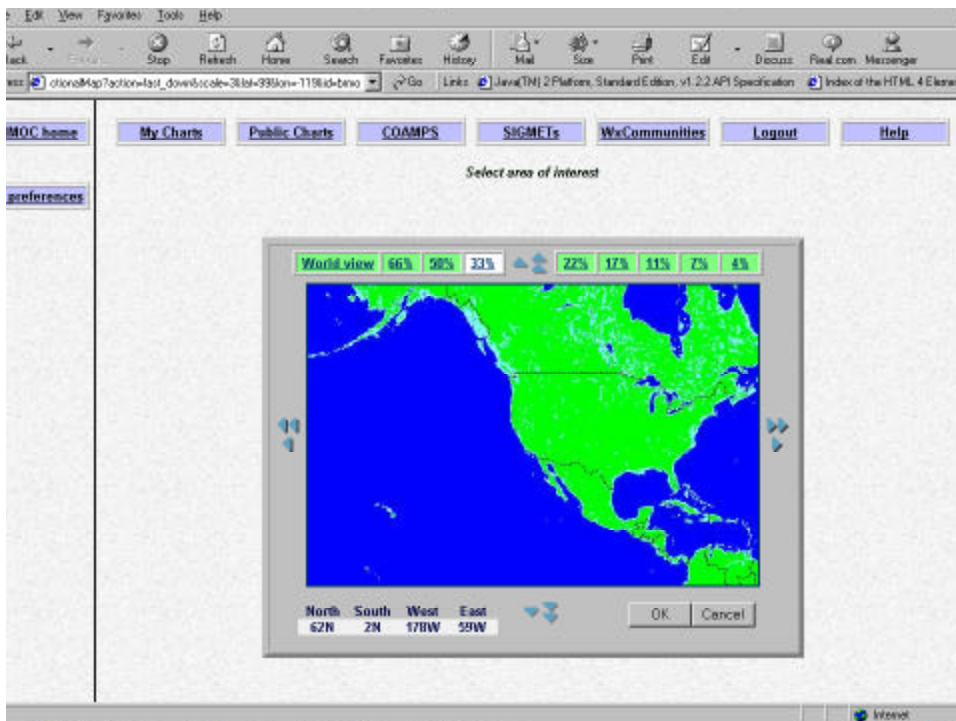 Edit View Favorites Tools Help
Stop Refresh Home Search Favorites History Mail Size Print Edit Discuss Real.com Messenger
Go Links Java(TM) 2 Platform, Standard Edition, v1.2.2 API Specification Index of the HTML 4 Eleme
MOC home My Charts Public Charts COAMPS SIGMETs WxCommunities Logout Help
Select area of interest
preferences
World view 66% 50% 33% 22% 17% 11% 7% 4%
North South West East
62N 2N 178W 59W
OK Cancel
Internet